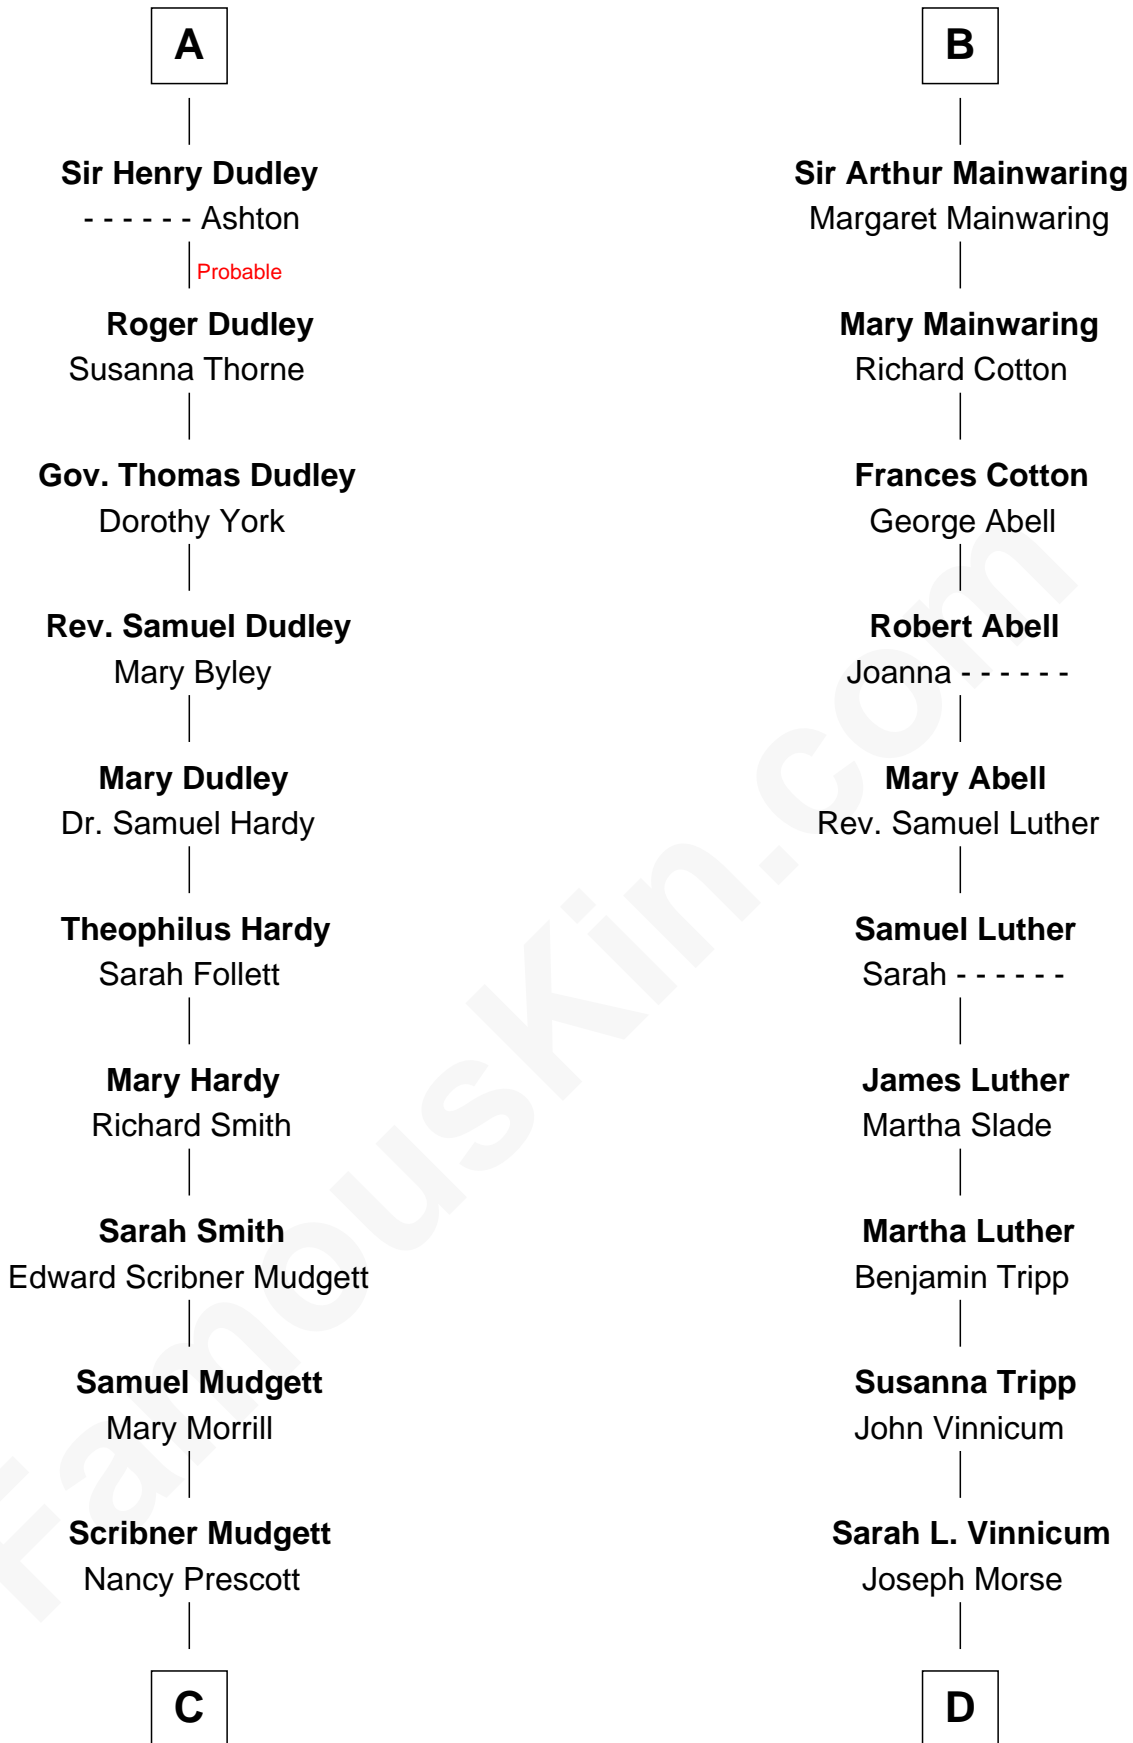 A
Sir Henry Dudley
- - - - - - Ashton
Probable
Roger Dudley
Susanna Thorne
Gov. Thomas Dudley
Dorothy York
Rev. Samuel Dudley
Mary Byley
Mary Dudley
Dr. Samuel Hardy
Theophilus Hardy
Sarah Follett
Mary Hardy
Richard Smith
Sarah Smith
Edward Scribner Mudgett
Samuel Mudgett
Mary Morrill
Scribner Mudgett
Nancy Prescott
C
B
Sir Arthur Mainwaring
Margaret Mainwaring
Mary Mainwaring
Richard Cotton
Frances Cotton
George Abell
Robert Abell
Joanna - - - - - -
Mary Abell
Rev. Samuel Luther
Samuel Luther
Sarah - - - - - -
James Luther
Martha Slade
Martha Luther
Benjamin Tripp
Susanna Tripp
John Vinnicum
Sarah L. Vinnicum
Joseph Morse
D
FamousKin.com